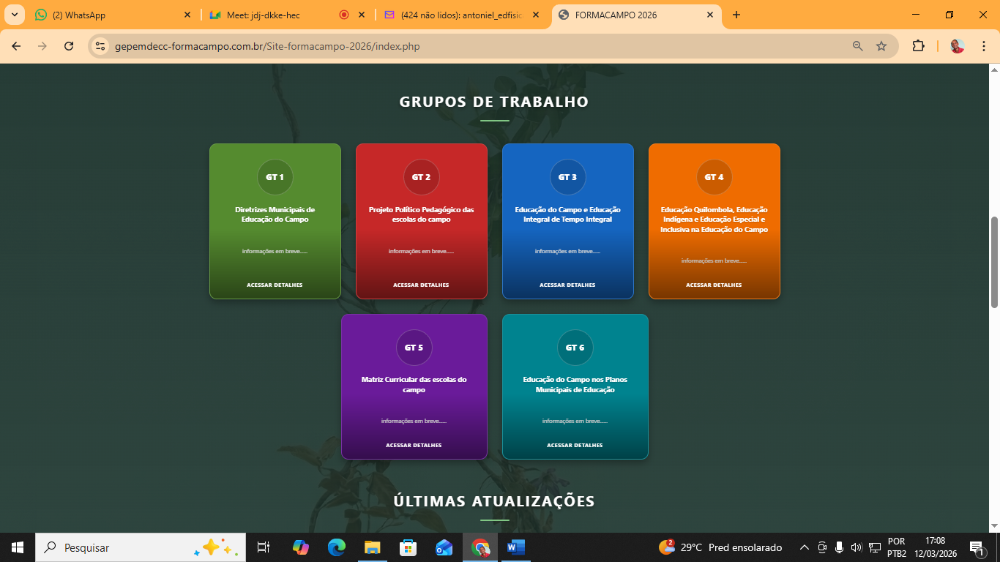 (2) WhatsApp
Meet: jdj-dkke-hec
(424 não lidos): antoniel_edfisic
FORMACAMPO 2026
gepemdecc-formacampo.com.br/Site-formacampo-2026/index.php
GRUPOS DE TRABALHO
GT 1
Diretrizes Municipais de
Educação do Campo
informações em breve.....
ACESSAR DETALHES
GT 2
Projeto Político Pedagógico das
escolas do campo
informações em breve.....
ACESSAR DETALHES
GT 3
Educação do Campo e Educação
Integral de Tempo Integral
informações em breve.....
ACESSAR DETALHES
GT 4
Educação Quilombola, Educação
Indígena e Educação Especial e
Inclusiva na Educação do Campo
informações em breve.....
ACESSAR DETALHES
GT 5
Matriz Curricular das escolas do
campo
informações em breve.....
ACESSAR DETALHES
GT 6
Educação do Campo nos Planos
Municipais de Educação
informações em breve.....
ACESSAR DETALHES
ÚLTIMAS ATUALIZAÇÕES
Pesquisar
2
29°C Pred ensolarado
POR
PTB2
17:08
12/03/2026
1